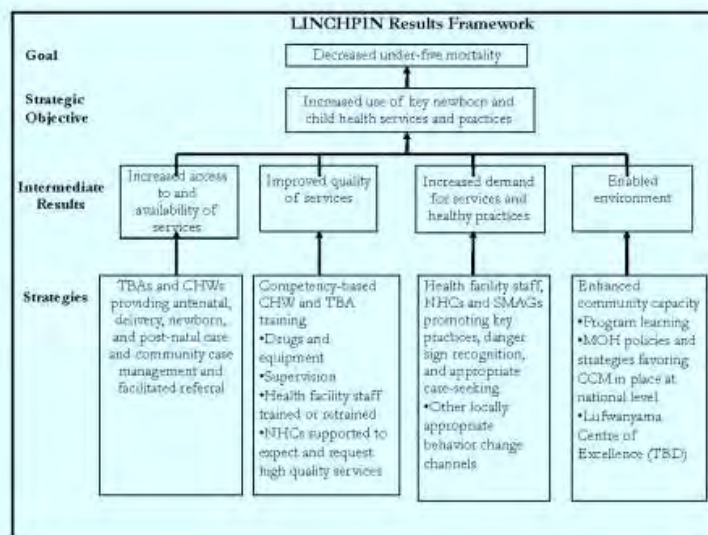 LINCHPIN Results Framework
Goal
Decreased under-five mortality
Strategic
Objective
Increased use of key newborn and
child health services and practices
Intermediate
Results
Increased access
to and
availability of
services
Improved quality
of services
Increased demand
for services and
healthy practices
Enabled
environment
Strategies
TBAs and CHWs
providing antenatal,
delivery, newborn,
and post-natal care
and community case
management and
facilitated referral
Competency-based
CHW and TBA
training
•Drugs and
equipment
•Supervision
•Health facility staff
trained or retrained
•NHCs supported to
expect and request
high quality services
Health facility staff,
NHCs and SMAGs
promoting key
practices, danger
sign recognition,
and appropriate
care-seeking.
•Other locally
appropriate
behavior change
channels
Enhanced
community capacity
•Program learning
•MOH policies and
strategies favoring
CCM in place at
national level
•Lufwanyama
Centre of
Excellence (TBD)